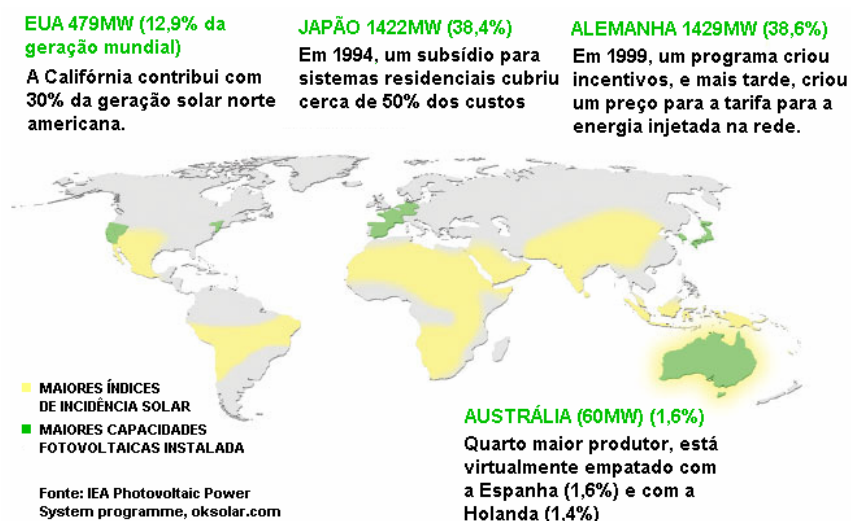 EUA 479MW (12,9% da
geração mundial)
A Califórnia contribui com
30% da geração solar norte
americana.
JAPÃO 1422MW (38,4%)
Em 1994, um subsídio para
sistemas residenciais cubriu
cerca de 50% dos custos
ALEMANHA 1429MW (38,6%)
Em 1999, um programa criou
incentivos, e mais tarde, criou
um preço para a tarifa para a
energia injetada na rede.
MAIORES ÍNDICES
DE INCIDÊNCIA SOLAR
MAIORES CAPACIDADES
FOTOVOLTAICAS INSTALADA
Fonte: IEA Photovoltaic Power
System programme, oksolar.com
AUSTRÁLIA (60MW) (1,6%)
Quarto maior produtor, está
virtualmente empatado com
a Espanha (1,6%) e com a
Holanda (1,4%)